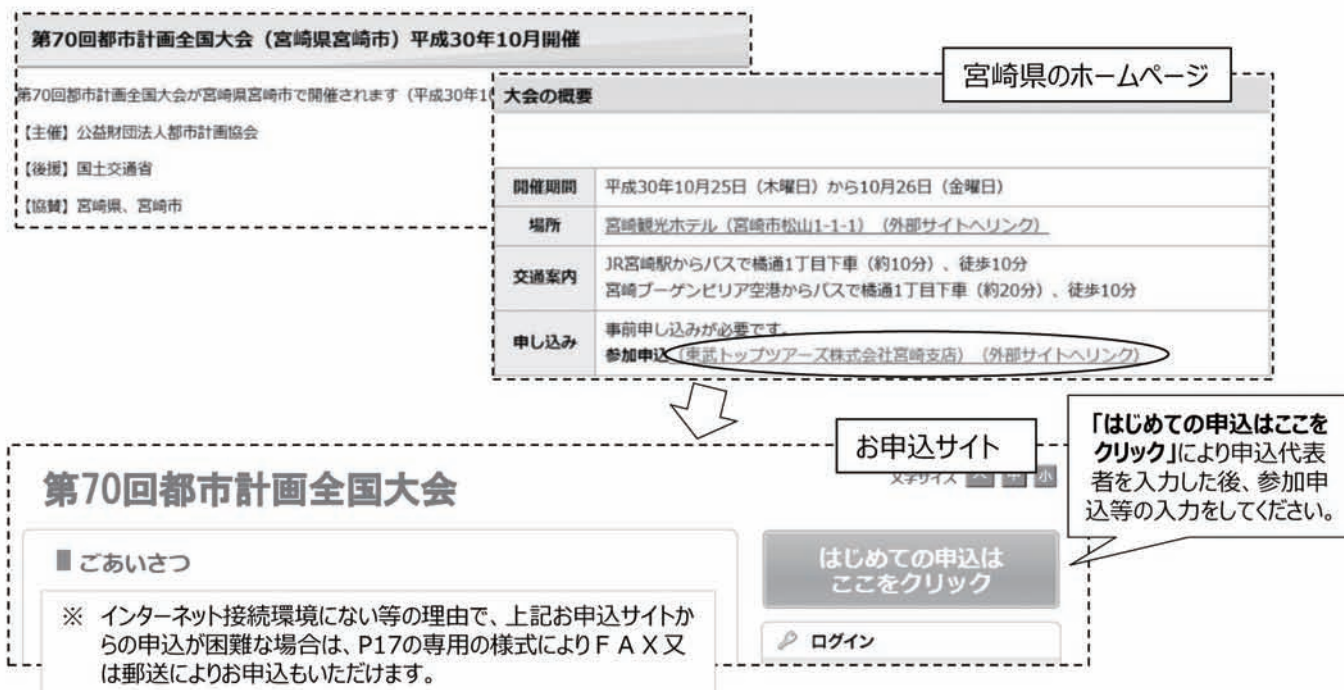 第70回都市計画全国大会（宮崎県宮崎市）平成30年10月開催
第70回都市計画全国大会が宮崎県宮崎市で開催されます（平成30年1
【主催】公益財団法人都市計画協会
【後援】国土交通省
【協賛】宮崎県、宮崎市
宮崎県のホームページ
大会の概要
開催期間 平成30年10月25日（木曜日）から10月26日（金曜日）
場所 宮崎観光ホテル（宮崎市松山1-1-1）（外部サイトへリンク）
交通案内 JR宮崎駅からバスで橘通1丁目下車（約10分）、徒歩10分
宮崎ブーゲンビリア空港からバスで橘通1丁目下車（約20分）、徒歩10分
申し込み 事前申し込みが必要です。
参加申込（東武トップツアーズ株式会社宮崎支店）（外部サイトへリンク）
お申込サイト
「はじめての申込はここを
クリック」により申込代表
者を入力した後、参加申
込等の入力をしてください。
第70回都市計画全国大会
文字サイズ 大 中 小
ごあいさつ
はじめての申込は
ここをクリック
※ インターネット接続環境にない等の理由で、上記お申込サイトか
らの申込が困難な場合は、P17の専用の様式によりＦＡＸ又
は郵送によりお申込もいただけます。
ログイン